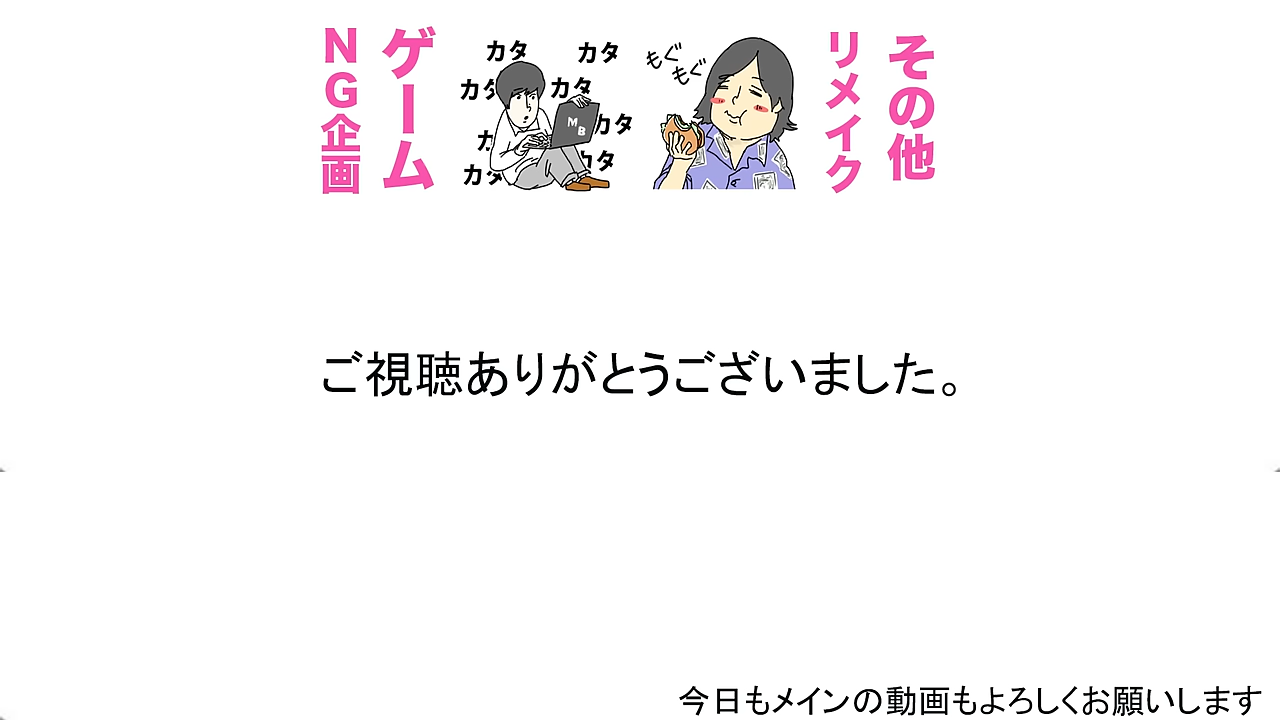 ゲーム
NG企画
カタ
カタ
カタ
カタ
カタ
カタ
カタ
MB
もぐ
もぐ
その他
リメイク
ご視聴ありがとうございました。
今日もメインの動画もよろしくお願いします